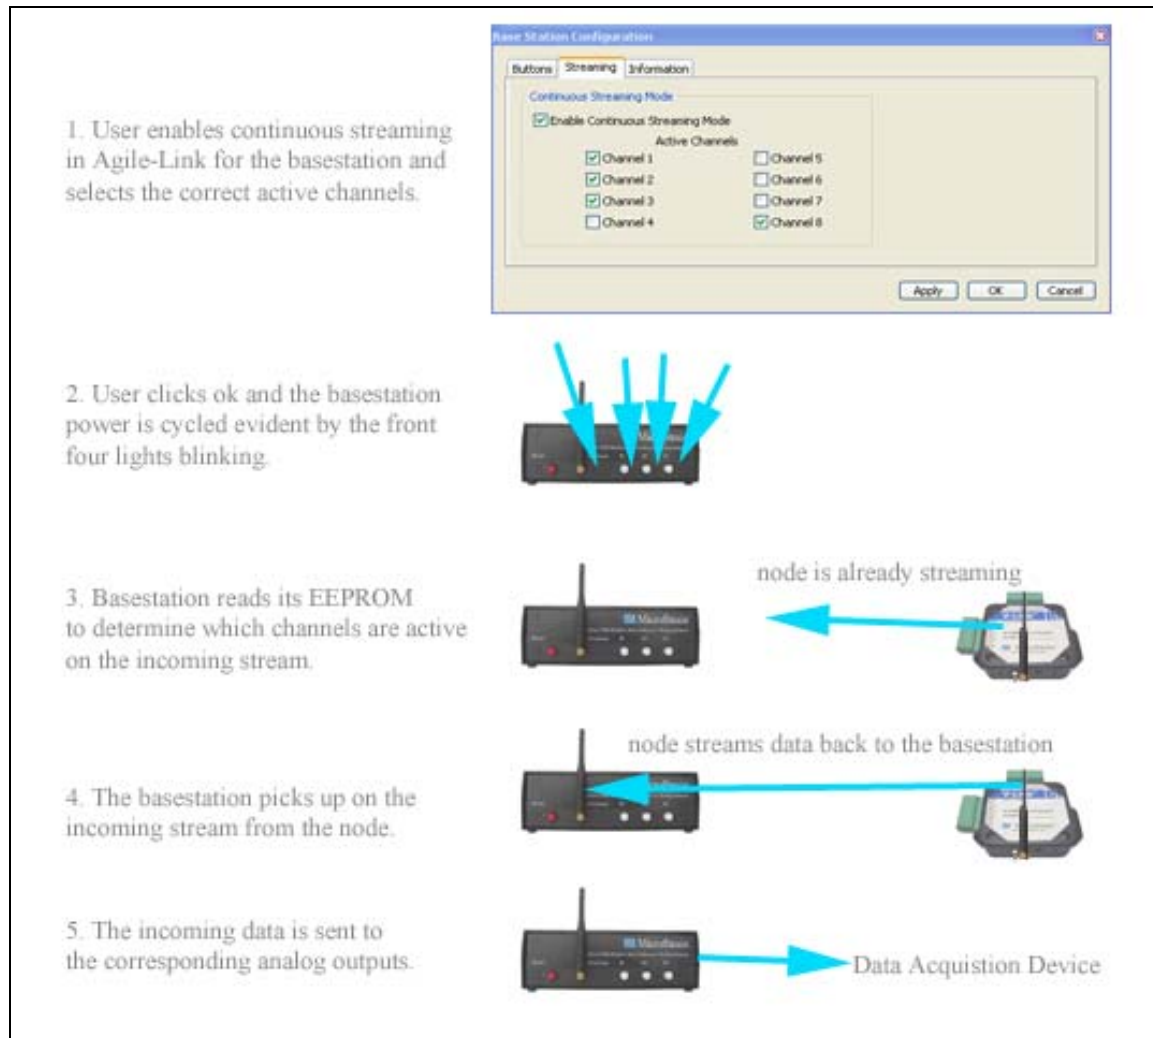 Base Station Configuration
Buttons Streaming Information
Continuous Streaming Mode
Enable Continuous Streaming Mode
Active Channels
Channel 1 Channel 5
Channel 2 Channel 6
Channel 3 Channel 7
Channel 4 Channel 8
Apply OK Cancel
1. User enables continuous streaming
in Agile-Link for the basestation and
selects the correct active channels.
2. User clicks ok and the basestation
power is cycled evident by the front
four lights blinking.
MicroStrain
3. Basestation reads its EEPROM
to determine which channels are active
on the incoming stream.
node is already streaming
MicroStrain
node streams data back to the basestation
4. The basestation picks up on the
incoming stream from the node.
5. The incoming data is sent to
the corresponding analog outputs.
MicroStrain
Data Acquistion Device